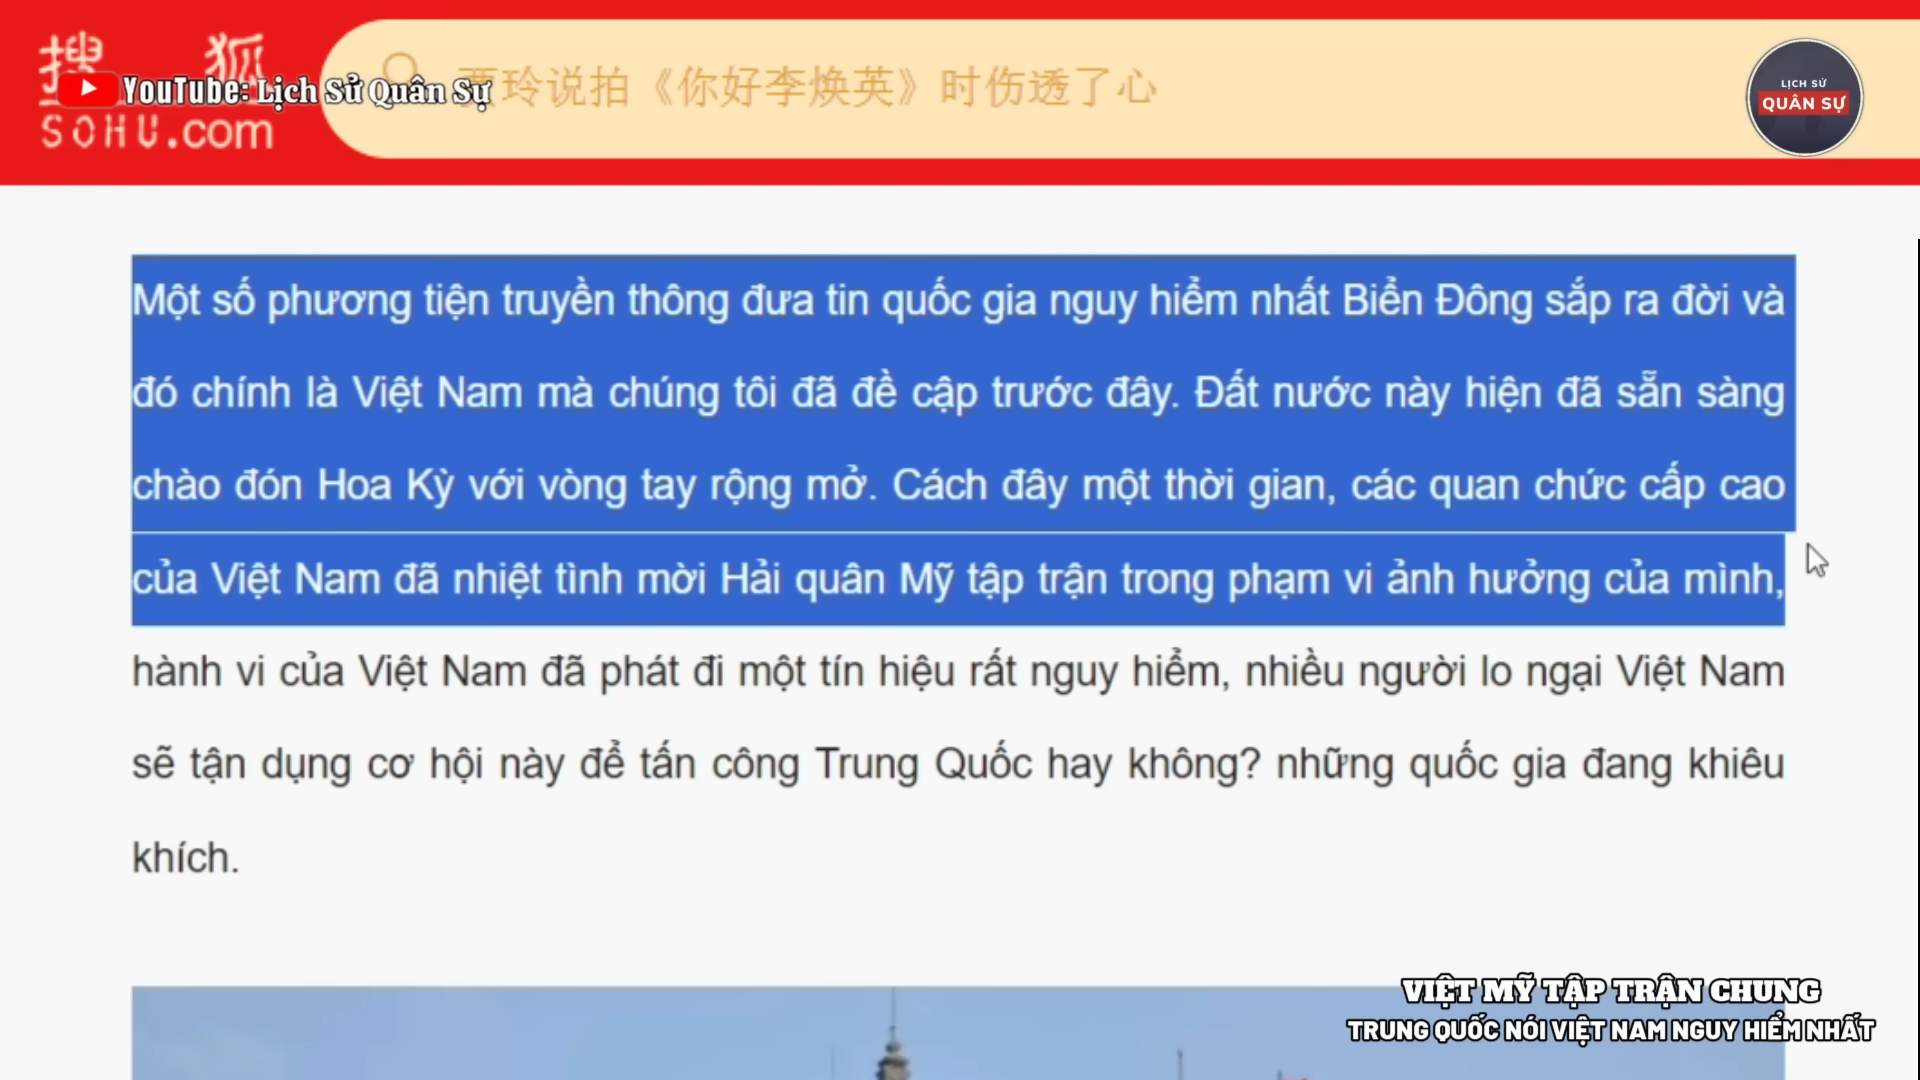 搜狐
YouTube: Lịch Sử Quân Sự
玲说拍《你好李焕英》时伤透了心
SOHU.com
LỊCH SỬ
QUÂN SỰ
Một số phương tiện truyền thông đưa tin quốc gia nguy hiểm nhất Biển Đông sắp ra đời và
đó chính là Việt Nam mà chúng tôi đã đề cập trước đây. Đất nước này hiện đã sẵn sàng
chào đón Hoa Kỳ với vòng tay rộng mở. Cách đây một thời gian, các quan chức cấp cao
của Việt Nam đã nhiệt tình mời Hải quân Mỹ tập trận trong phạm vi ảnh hưởng của mình,
hành vi của Việt Nam đã phát đi một tín hiệu rất nguy hiểm, nhiều người lo ngại Việt Nam
sẽ tận dụng cơ hội này để tấn công Trung Quốc hay không? những quốc gia đang khiêu
khích.
VIỆT MỸ TẬP TRẬN CHUNG
TRUNG QUỐC NÓI VIỆT NAM NGUY HIỂM NHẤT